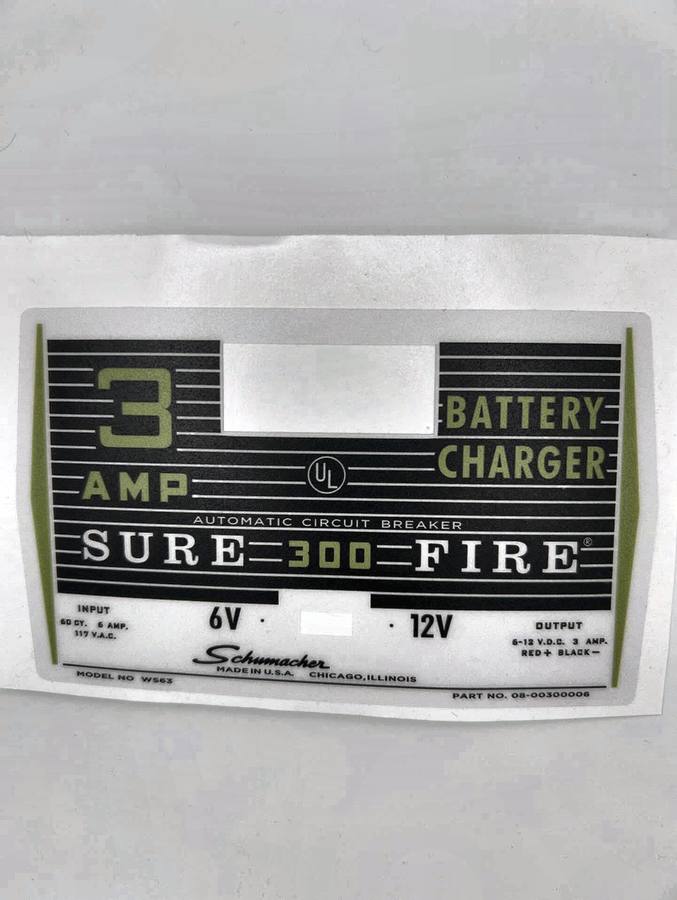 3
AMP
BATTERY
CHARGER
UL
AUTOMATIC CIRCUIT BREAKER
SURE 300 FIRE®
INPUT
60 CY. 6 AMP.
117 V.A.C.
6V · · 12V
OUTPUT
6-12 V.D.C. 3 AMP.
RED+ BLACK-
Schumacher
MADE IN U.S.A. CHICAGO, ILLINOIS
MODEL NO WS63
PART NO. 08-00300006